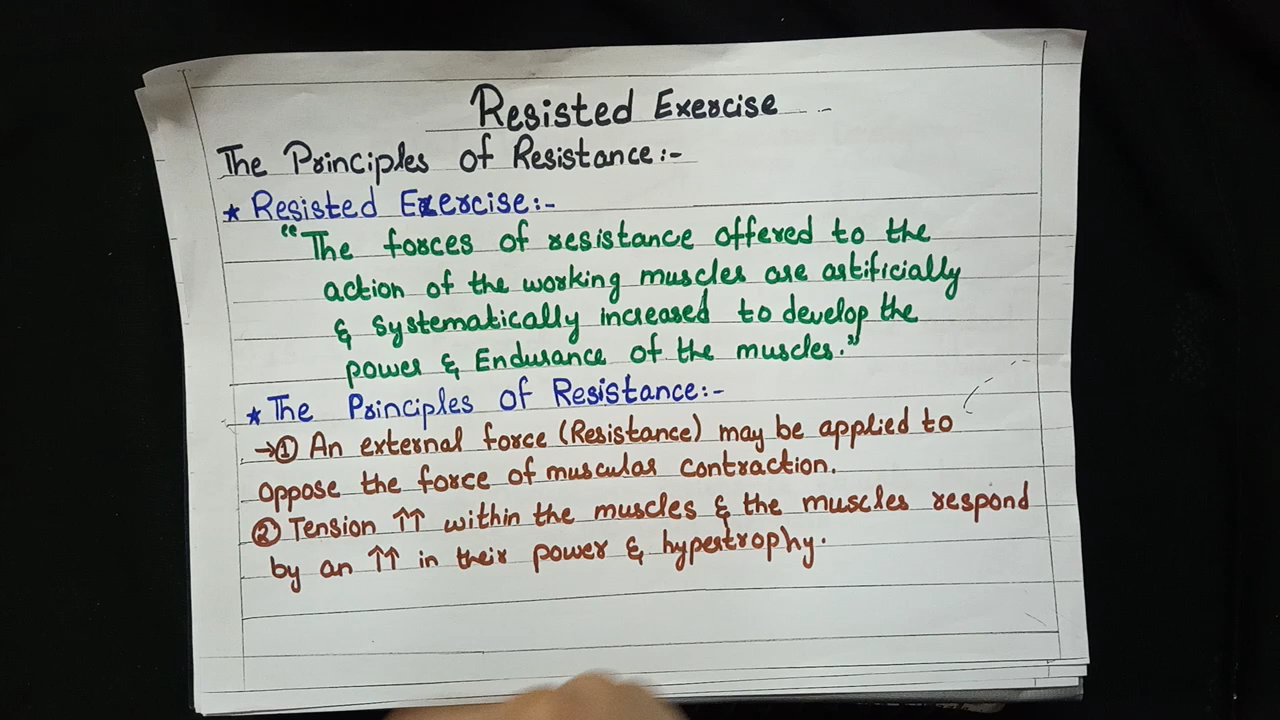 Resisted Exercise
The Principles of Resistance:-
* Resisted Exercise:-
"The forces of resistance offered to the
action of the working muscles are artificially
& systematically increased to develop the
power & Endurance of the muscles."
* The Principles of Resistance:-
→① An external force (Resistance) may be applied to
oppose the force of muscular contraction.
② Tension ↑↑ within the muscles & the muscles respond
by an ↑↑ in their power & hypertrophy.